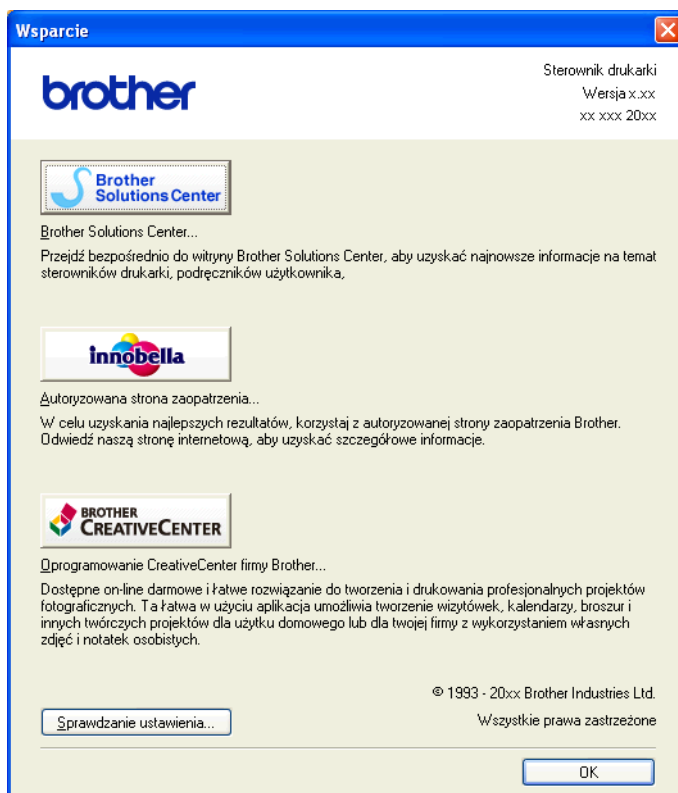 Wsparcie
brother
Sterownik drukarki
Wersja x.xx
xx xxx 20xx
Brother
Solutions Center
Brother Solutions Center...
Przejdź bezpośrednio do witryny Brother Solutions Center, aby uzyskać najnowsze informacje na temat
sterowników drukarki, podręczników użytkownika,
innobella
Autoryzowana strona zaopatrzenia...
W celu uzyskania najlepszych rezultatów, korzystaj z autoryzowanej strony zaopatrzenia Brother.
Odwiedź naszą stronę internetową, aby uzyskać szczegółowe informacje.
BROTHER
CREATIVECENTER
Oprogramowanie CreativeCenter firmy Brother...
Dostępne on-line darmowe i łatwe rozwiązanie do tworzenia i drukowania profesjonalnych projektów
fotograficznych. Ta łatwa w użyciu aplikacja umożliwia tworzenie wizytówek, kalendarzy, broszur i
innych twórczych projektów dla użytku domowego lub dla twojej firmy z wykorzystaniem własnych
zdjęć i notatek osobistych.
© 1993 - 20xx Brother Industries Ltd.
Sprawdzanie ustawienia...
Wszystkie prawa zastrzeżone
OK